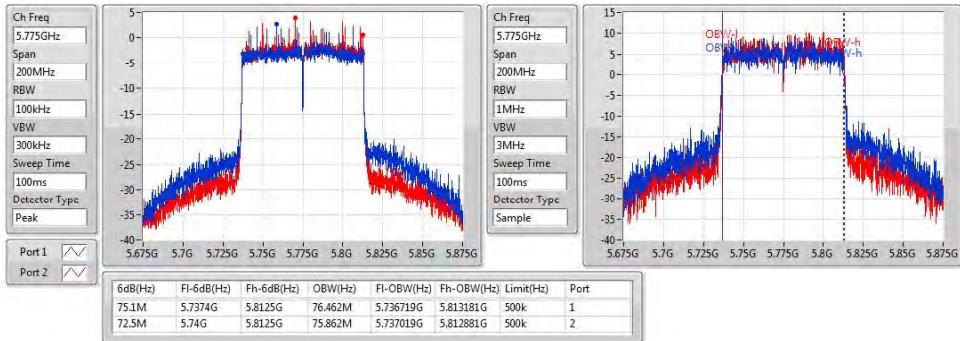 Ch Freq
5.775GHz
Span
200MHz
RBW
100kHz
VBW
300kHz
Sweep Time
100ms
Detector Type
Peak
Port 1
Port 2
5
0
-5
-10
-15
-20
-25
-30
-35
-40
5.675G 5.7G 5.725G 5.75G 5.775G 5.8G 5.825G 5.85G 5.875G
Ch Freq
5.775GHz
Span
200MHz
RBW
1MHz
VBW
3MHz
Sweep Time
100ms
Detector Type
Sample
15
10
5
0
-5
-10
-15
-20
-25
-30
-35
-40
OBW-l
OBW-h
5.675G 5.7G 5.725G 5.75G 5.775G 5.8G 5.825G 5.85G 5.875G
6dB(Hz) Fl-6dB(Hz) Fh-6dB(Hz) OBW(Hz) Fl-OBW(Hz) Fh-OBW(Hz) Limit(Hz) Port
75.1M 5.7374G 5.8125G 76.462M 5.736719G 5.813181G 500k 1
72.5M 5.74G 5.8125G 75.862M 5.737019G 5.812881G 500k 2